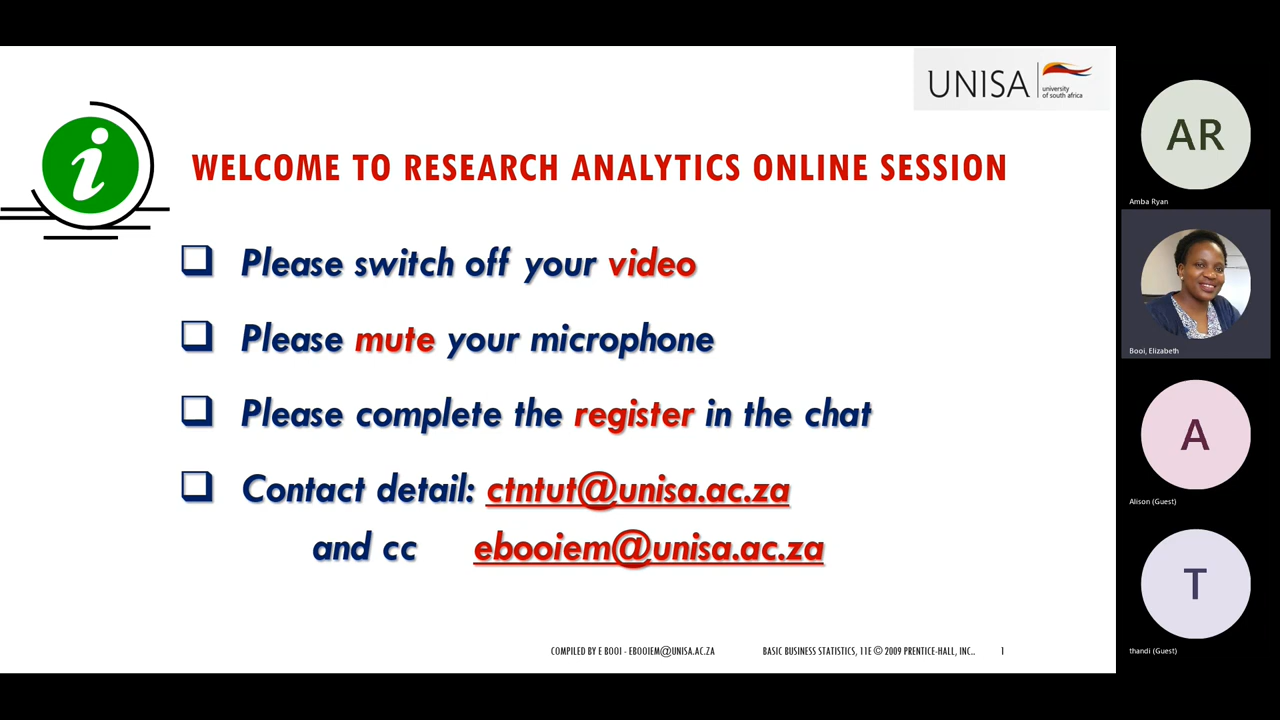 UNISA
university
of south africa
i
WELCOME TO RESEARCH ANALYTICS ONLINE SESSION
Please switch off your video
Please mute your microphone
Please complete the register in the chat
Contact detail: ctntut@unisa.ac.za
and cc ebooiem@unisa.ac.za
COMPILED BY E BOOI - EBOOIEM@UNISA.AC.ZA
BASIC BUSINESS STATISTICS, 11E © 2009 PRENTICE-HALL, INC..
1
AR
Amba Ryan
Booi, Elizabeth
A
Alison (Guest)
T
thandi (Guest)